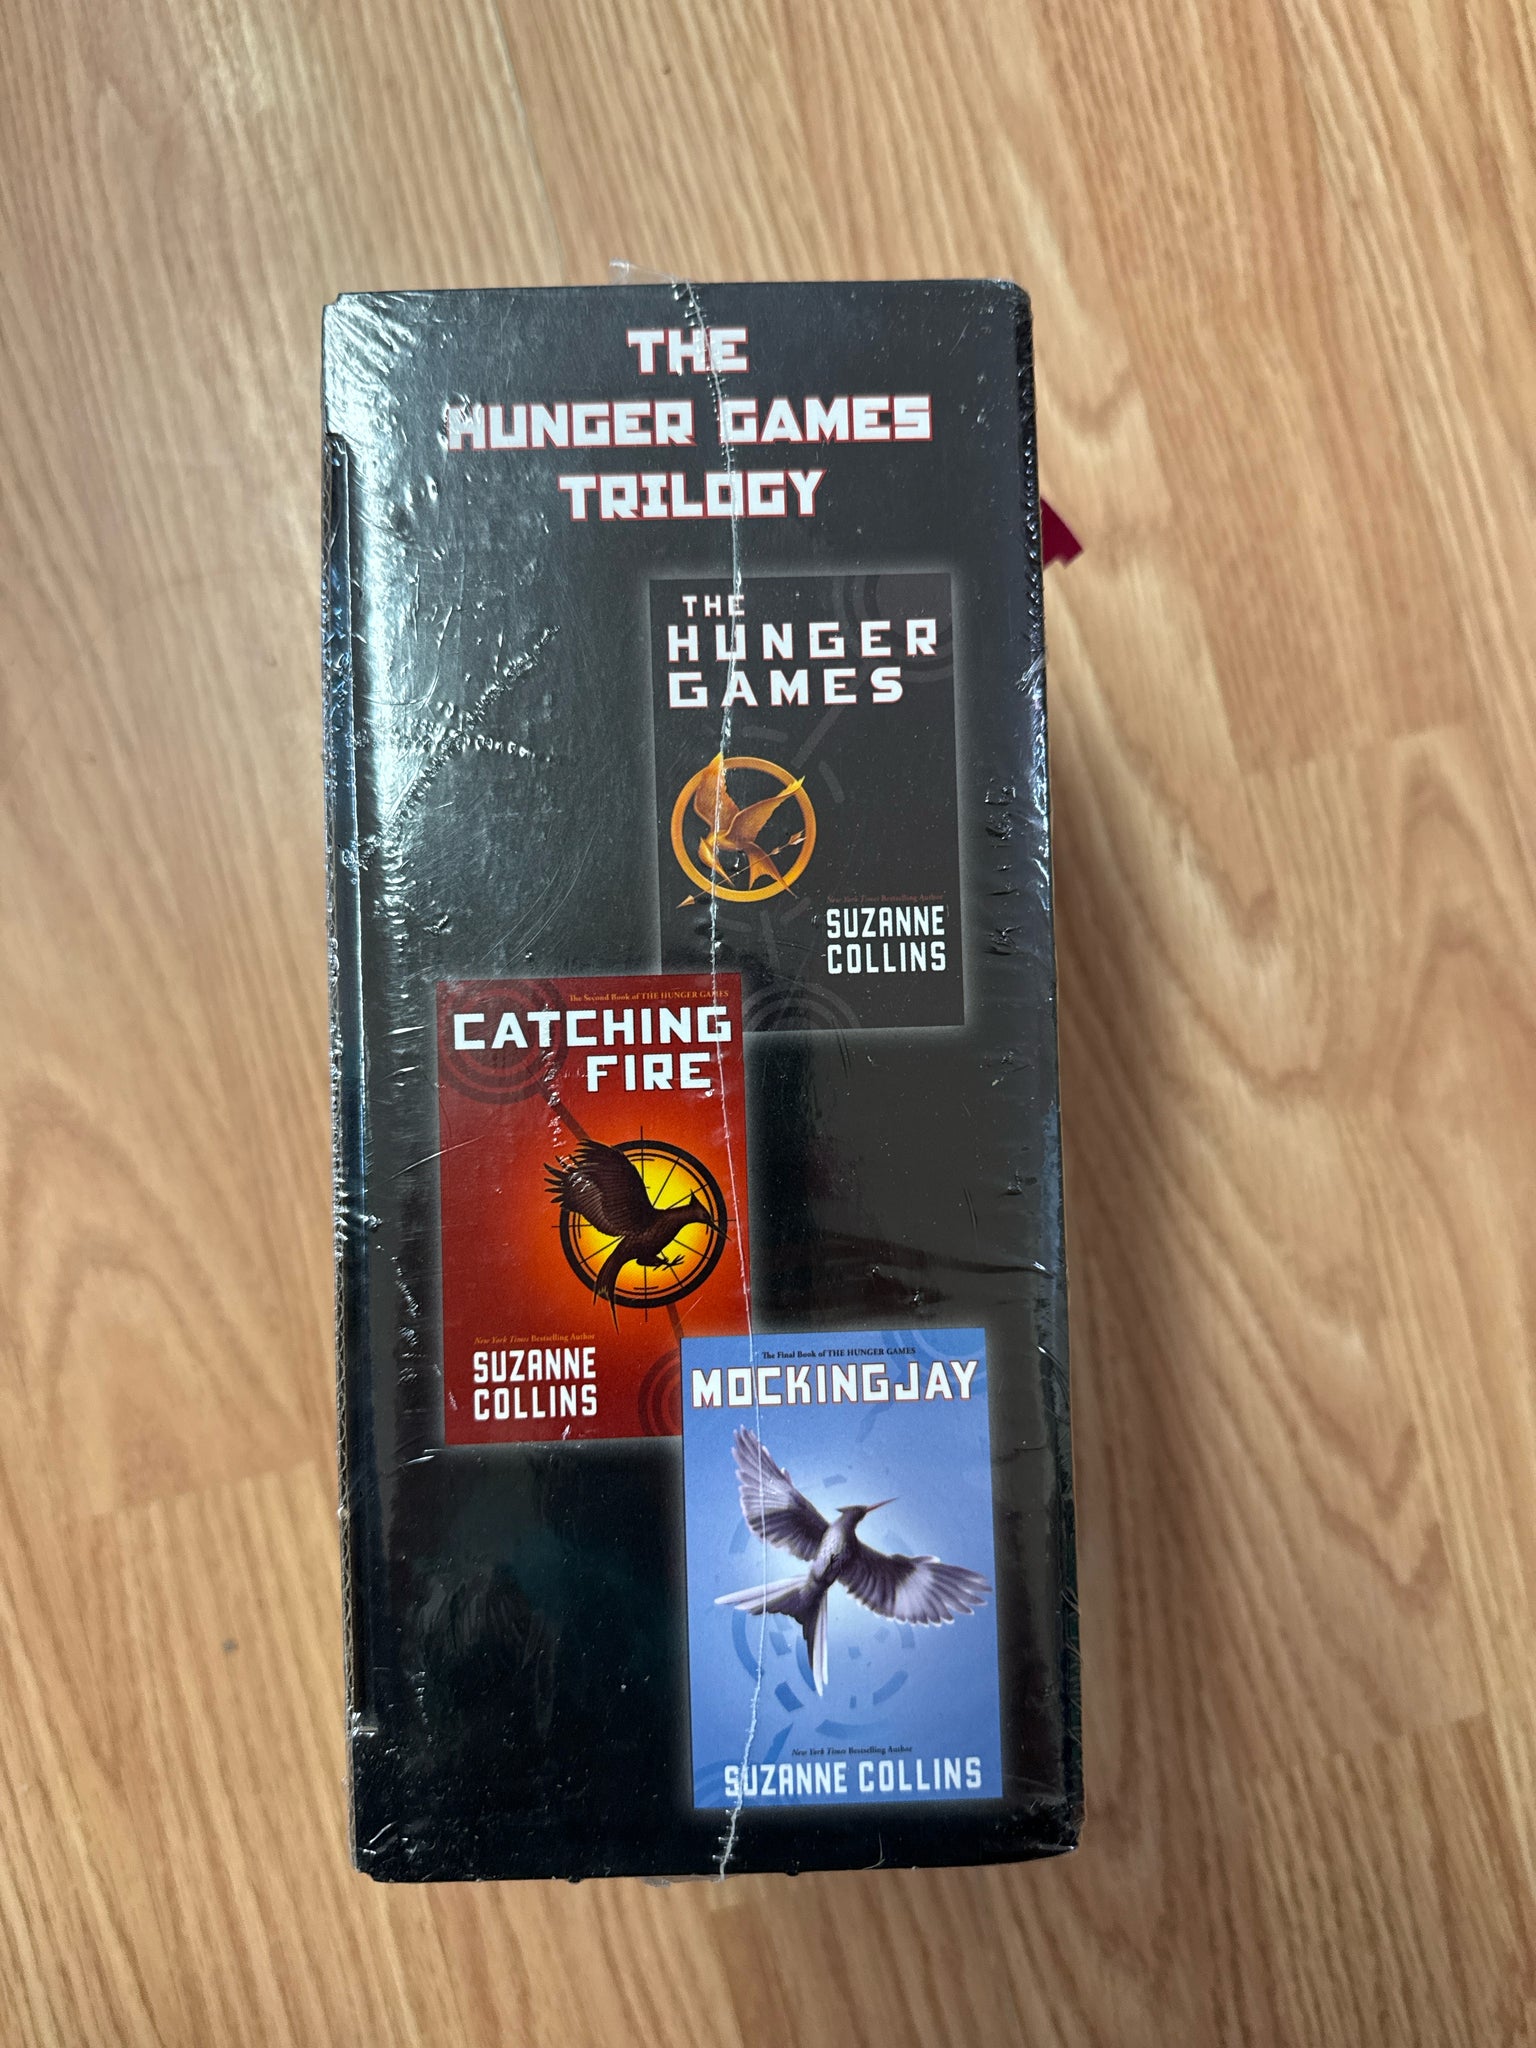 THE
HUNGER GAMES
TRILOGY
THE
HUNGER
GAMES
New York Times Bestselling Author
SUZANNE
COLLINS
The Second Book of THE HUNGER GAMES
CATCHING
FIRE
New York Times Bestselling Author
SUZANNE
COLLINS
The Final Book of THE HUNGER GAMES
MOCKINGJAY
New York Times Bestselling Author
SUZANNE COLLINS